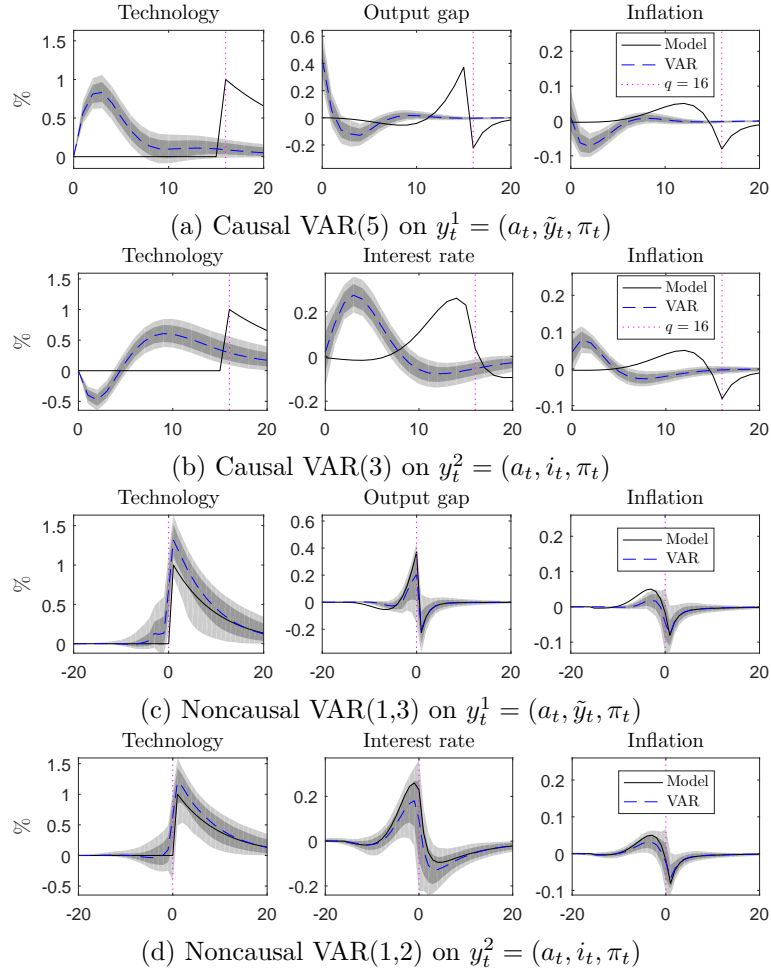 Technology Output gap Inflation
% 1.5 1 0.5 0 0 10 20
0.6 0.4 0.2 0 -0.2 0 10 20
0.2 0.1 0 -0.1 0 10 20
Model
VAR
q = 16
(a) Causal VAR(5) on y_t^1 = (a_t, ỹ_t, π_t)
Technology Interest rate Inflation
% 1.5 1 0.5 0 -0.5 0 10 20
0.2 0 -0.2 0 10 20
0.2 0.1 0 -0.1 0 10 20
Model
VAR
q = 16
(b) Causal VAR(3) on y_t^2 = (a_t, i_t, π_t)
Technology Output gap Inflation
% 1.5 1 0.5 0 -20 0 20
0.6 0.4 0.2 0 -0.2 -20 0 20
0.2 0.1 0 -0.1 -20 0 20
Model
VAR
(c) Noncausal VAR(1,3) on y_t^1 = (a_t, ỹ_t, π_t)
Technology Interest rate Inflation
% 1.5 1 0.5 0 -0.5 -20 0 20
0.2 0 -0.2 -20 0 20
0.2 0.1 0 -0.1 -20 0 20
Model
VAR
(d) Noncausal VAR(1,2) on y_t^2 = (a_t, i_t, π_t)